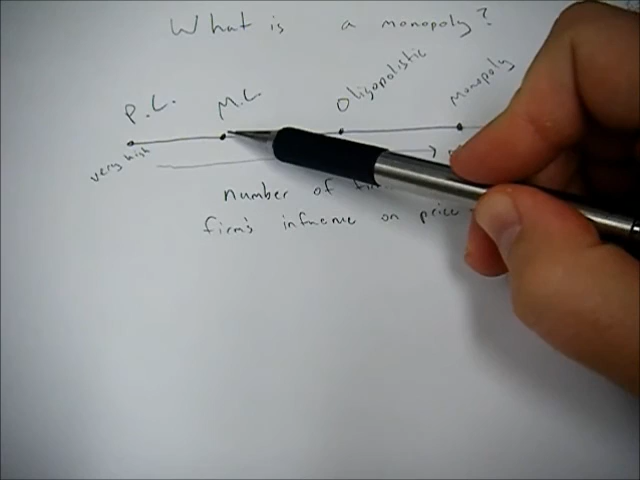 What is a monopoly?
P.C. M.C. Oligopolistic monopoly
very high
number of
firm's influence on price